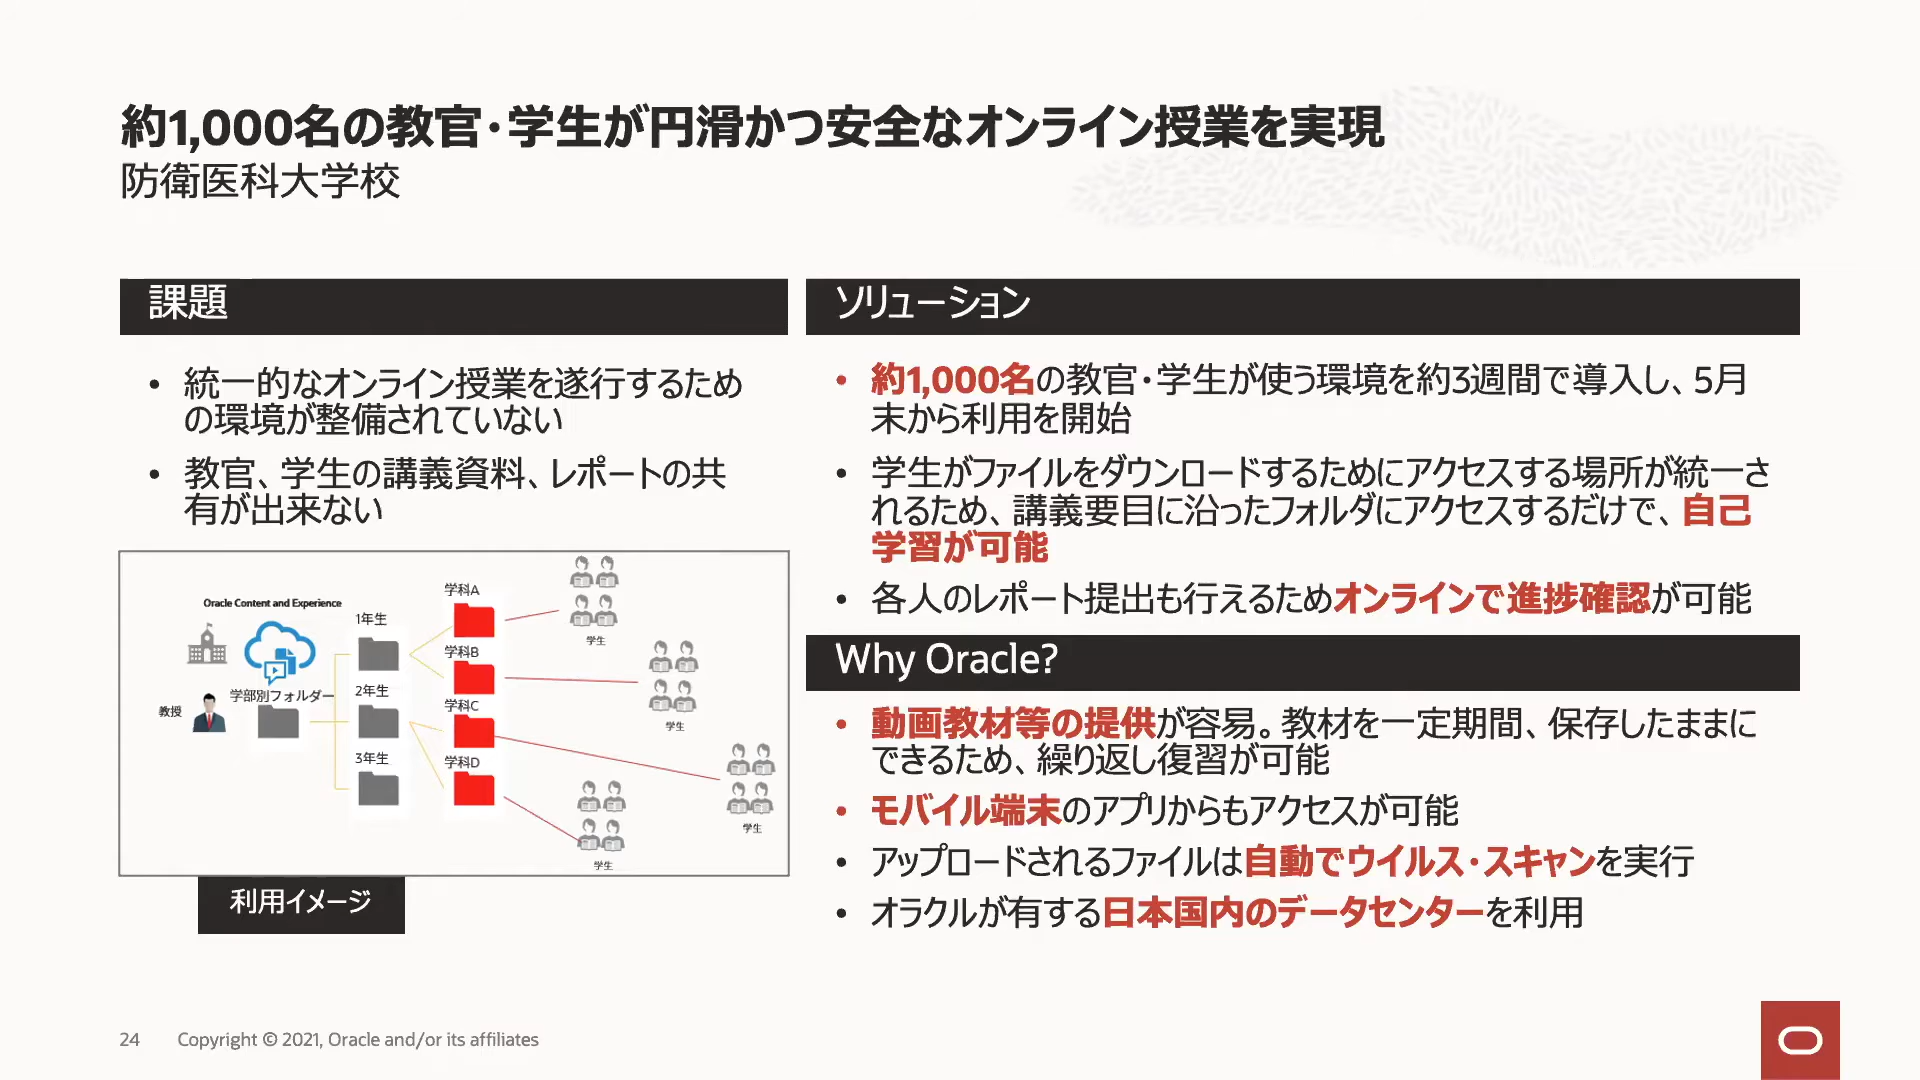 約1,000名の教官・学生が円滑かつ安全なオンライン授業を実現
防衛医科大学校
課題
• 統一的なオンライン授業を遂行するため
の環境が整備されていない
• 教官、学生の講義資料、レポートの共
有が出来ない
Oracle Content and Experience
教授
学部別フォルダー
1年生
2年生
3年生
学科A
学科B
学科C
学科D
学生
学生
学生
学生
利用イメージ
ソリューション
• 約1,000名の教官・学生が使う環境を約3週間で導入し、5月
末から利用を開始
• 学生がファイルをダウンロードするためにアクセスする場所が統一さ
れるため、講義要目に沿ったフォルダにアクセスするだけで、自己
学習が可能
• 各人のレポート提出も行えるためオンラインで進捗確認が可能
Why Oracle?
• 動画教材等の提供が容易。教材を一定期間、保存したままに
できるため、繰り返し復習が可能
• モバイル端末のアプリからもアクセスが可能
• アップロードされるファイルは自動でウイルス・スキャンを実行
• オラクルが有する日本国内のデータセンターを利用
24 Copyright © 2021, Oracle and/or its affiliates